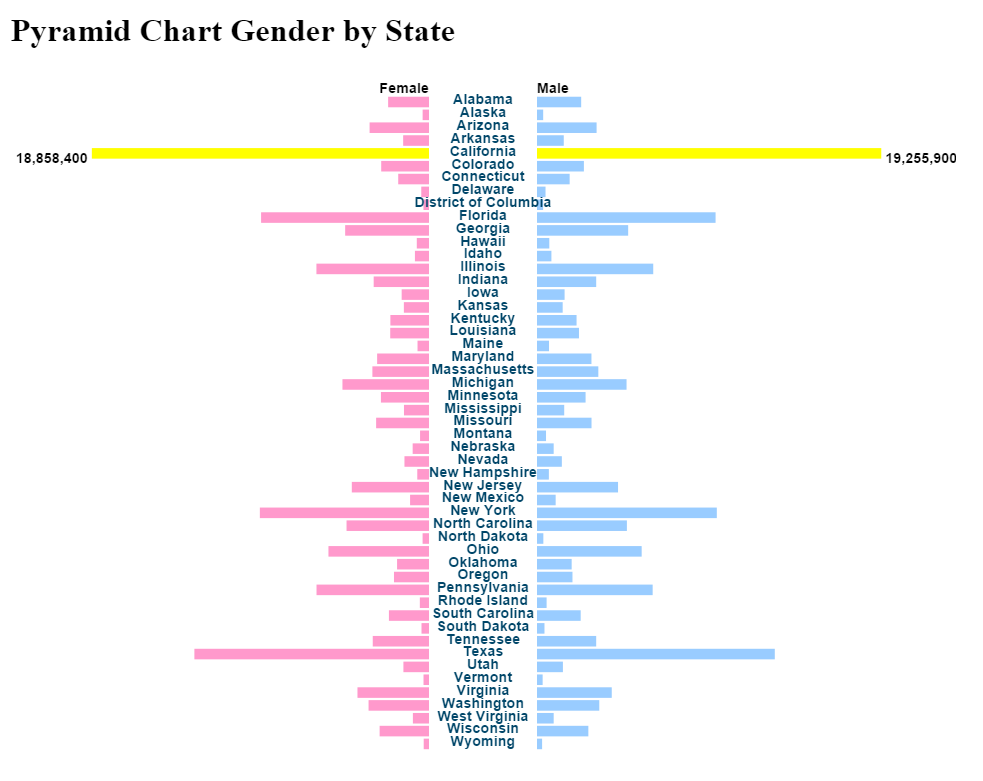 Pyramid Chart Gender by State
Female Male
Alabama
Alaska
Arizona
Arkansas
18,858,400 California 19,255,900
Colorado
Connecticut
Delaware
District of Columbia
Florida
Georgia
Hawaii
Idaho
Illinois
Indiana
Iowa
Kansas
Kentucky
Louisiana
Maine
Maryland
Massachusetts
Michigan
Minnesota
Mississippi
Missouri
Montana
Nebraska
Nevada
New Hampshire
New Jersey
New Mexico
New York
North Carolina
North Dakota
Ohio
Oklahoma
Oregon
Pennsylvania
Rhode Island
South Carolina
South Dakota
Tennessee
Texas
Utah
Vermont
Virginia
Washington
West Virginia
Wisconsin
Wyoming